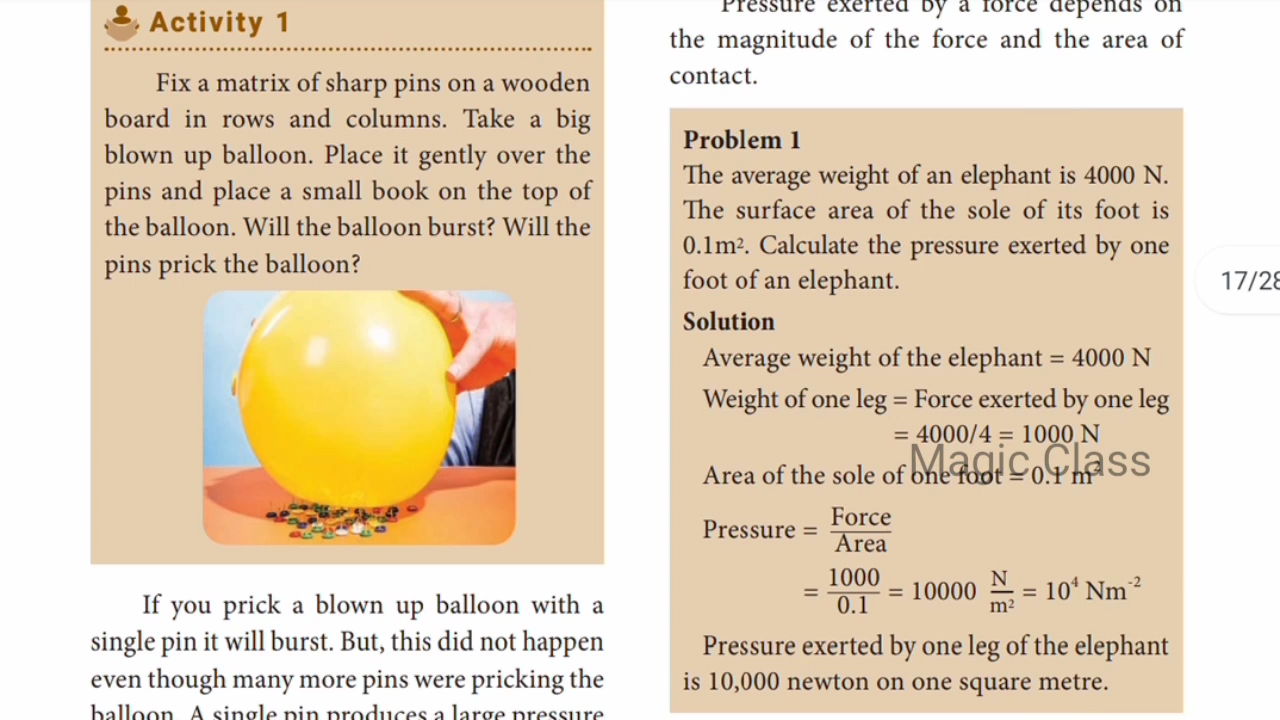 Activity 1
Fix a matrix of sharp pins on a wooden
board in rows and columns. Take a big
blown up balloon. Place it gently over the
pins and place a small book on the top of
the balloon. Will the balloon burst? Will the
pins prick the balloon?
If you prick a blown up balloon with a
single pin it will burst. But, this did not happen
even though many more pins were pricking the
balloon. A single pin produces a large pressure
Pressure exerted by a force depends on
the magnitude of the force and the area of
contact.
Problem 1
The average weight of an elephant is 4000 N.
The surface area of the sole of its foot is
0.1m². Calculate the pressure exerted by one
foot of an elephant.
Solution
Average weight of the elephant = 4000 N
Weight of one leg = Force exerted by one leg
= 4000/4 = 1000 N
Magic Class
Area of the sole of one foot = 0.1 m²
Pressure = Force/Area
= 1000/0.1 = 10000 N/m² = 10⁴ Nm⁻²
Pressure exerted by one leg of the elephant
is 10,000 newton on one square metre.
17/28